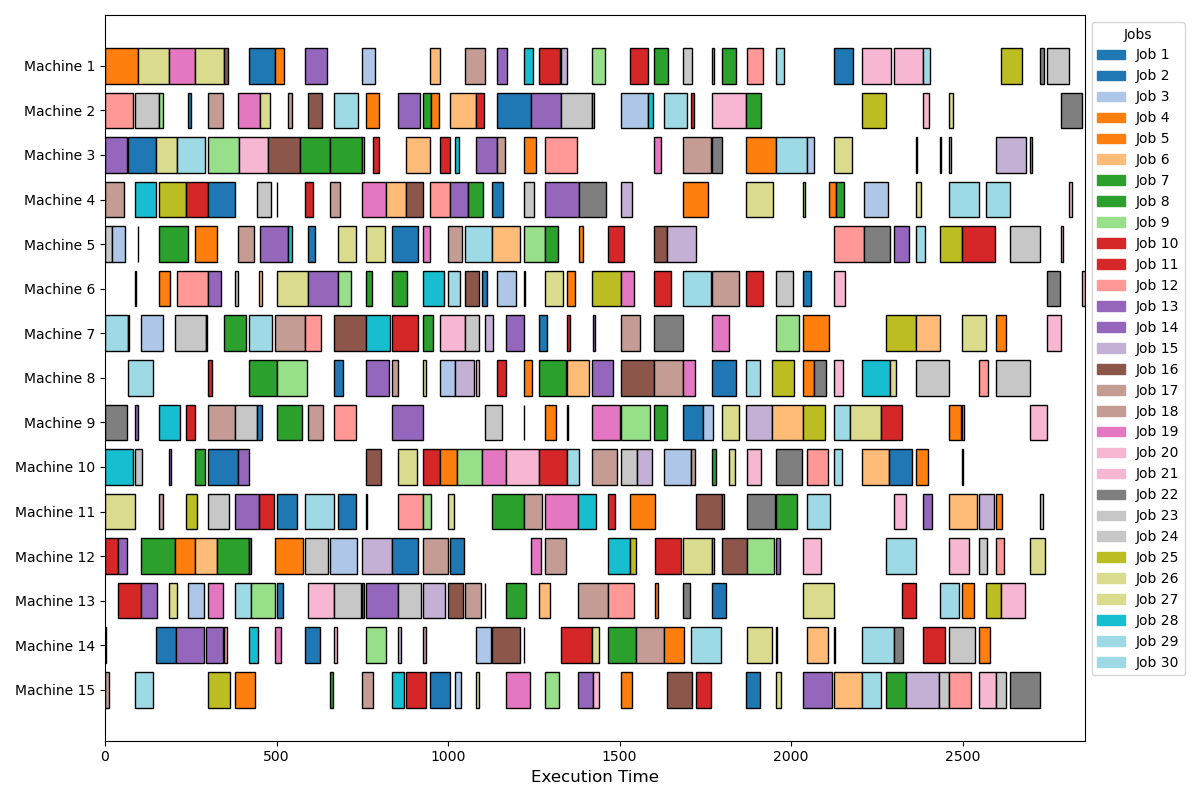 Machine 1
Machine 2
Machine 3
Machine 4
Machine 5
Machine 6
Machine 7
Machine 8
Machine 9
Machine 10
Machine 11
Machine 12
Machine 13
Machine 14
Machine 15
0 500 1000 1500 2000 2500
Execution Time
Jobs
Job 1
Job 2
Job 3
Job 4
Job 5
Job 6
Job 7
Job 8
Job 9
Job 10
Job 11
Job 12
Job 13
Job 14
Job 15
Job 16
Job 17
Job 18
Job 19
Job 20
Job 21
Job 22
Job 23
Job 24
Job 25
Job 26
Job 27
Job 28
Job 29
Job 30